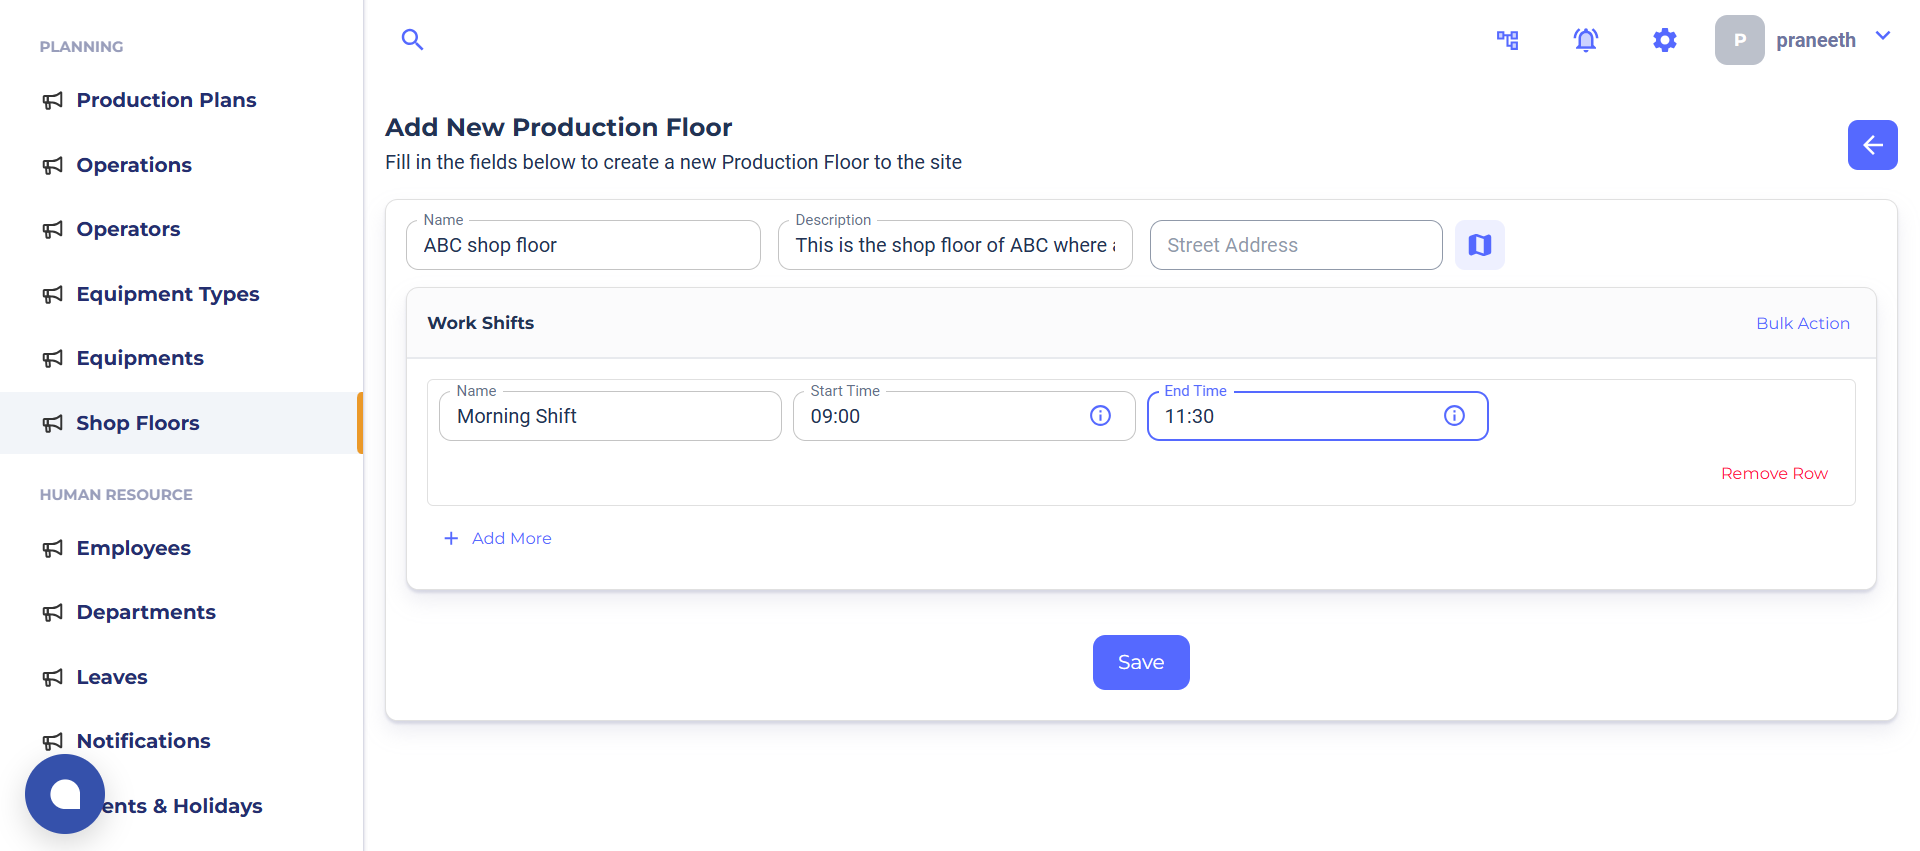 PLANNING
Production Plans
Operations
Operators
Equipment Types
Equipments
Shop Floors
HUMAN RESOURCE
Employees
Departments
Leaves
Notifications
ents & Holidays
P
praneeth
Add New Production Floor
Fill in the fields below to create a new Production Floor to the site
Name
ABC shop floor
Description
This is the shop floor of ABC where
Street Address
Work Shifts
Bulk Action
Name
Morning Shift
Start Time
09:00
End Time
11:30
Remove Row
+ Add More
Save